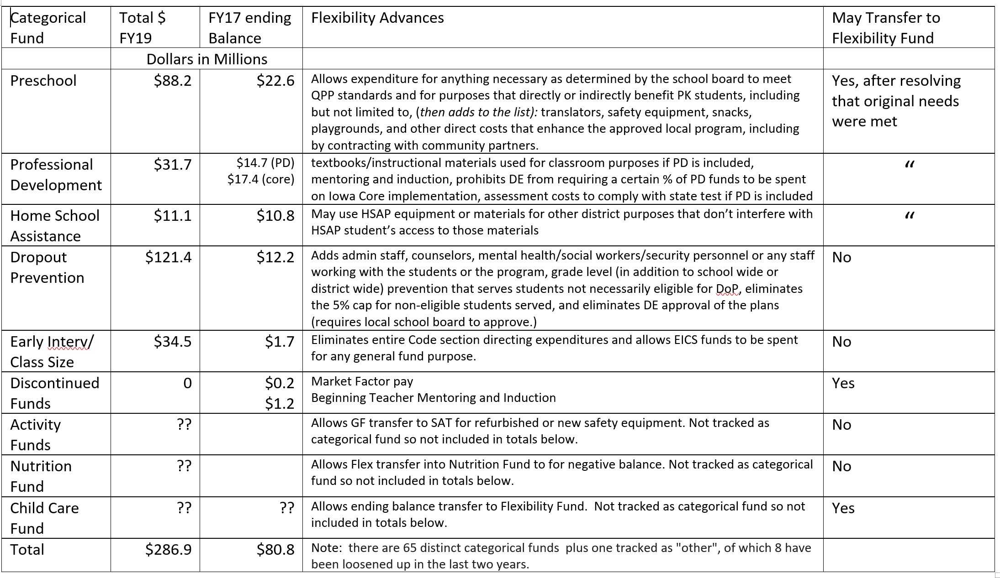 Categorical
Fund
Total $
FY19
FY17 ending
Balance
Flexibility Advances
May Transfer to
Flexibility Fund
Dollars in Millions
Preschool
$88.2
$22.6
Allows expenditure for anything necessary as determined by the school board to meet
QPP standards and for purposes that directly or indirectly benefit PK students, including
but not limited to, (then adds to the list): translators, safety equipment, snacks,
playgrounds, and other direct costs that enhance the approved local program, including
by contracting with community partners.
Yes, after resolving
that original needs
were met
Professional
Development
$31.7
$14.7 (PD)
$17.4 (core)
textbooks/instructional materials used for classroom purposes if PD is included,
mentoring and induction, prohibits DE from requiring a certain % of PD funds to be spent
on Iowa Core implementation, assessment costs to comply with state test if PD is included
“
Home School
Assistance
$11.1
$10.8
May use HSAP equipment or materials for other district purposes that don’t interfere with
HSAP student’s access to those materials
“
Dropout
Prevention
$121.4
$12.2
Adds admin staff, counselors, mental health/social workers/security personnel or any staff
working with the students or the program, grade level (in addition to school wide or
district wide) prevention that serves students not necessarily eligible for DoP, eliminates
the 5% cap for non-eligible students served, and eliminates DE approval of the plans
(requires local school board to approve.)
No
Early Interv/
Class Size
$34.5
$1.7
Eliminates entire Code section directing expenditures and allows EICS funds to be spent
for any general fund purpose.
No
Discontinued
Funds
0
$0.2
$1.2
Market Factor pay
Beginning Teacher Mentoring and Induction
Yes
Activity
Funds
??
Allows GF transfer to SAT for refurbished or new safety equipment. Not tracked as
categorical fund so not included in totals below.
No
Nutrition
Fund
??
Allows Flex transfer into Nutrition Fund to for negative balance. Not tracked as categorical
fund so not included in totals below.
No
Child Care
Fund
??
??
Allows ending balance transfer to Flexibility Fund.  Not tracked as categorical fund so not
included in totals below.
Yes
Total
$286.9
$80.8
Note:  there are 65 distinct categorical funds  plus one tracked as "other", of which 8 have
been loosened up in the last two years.